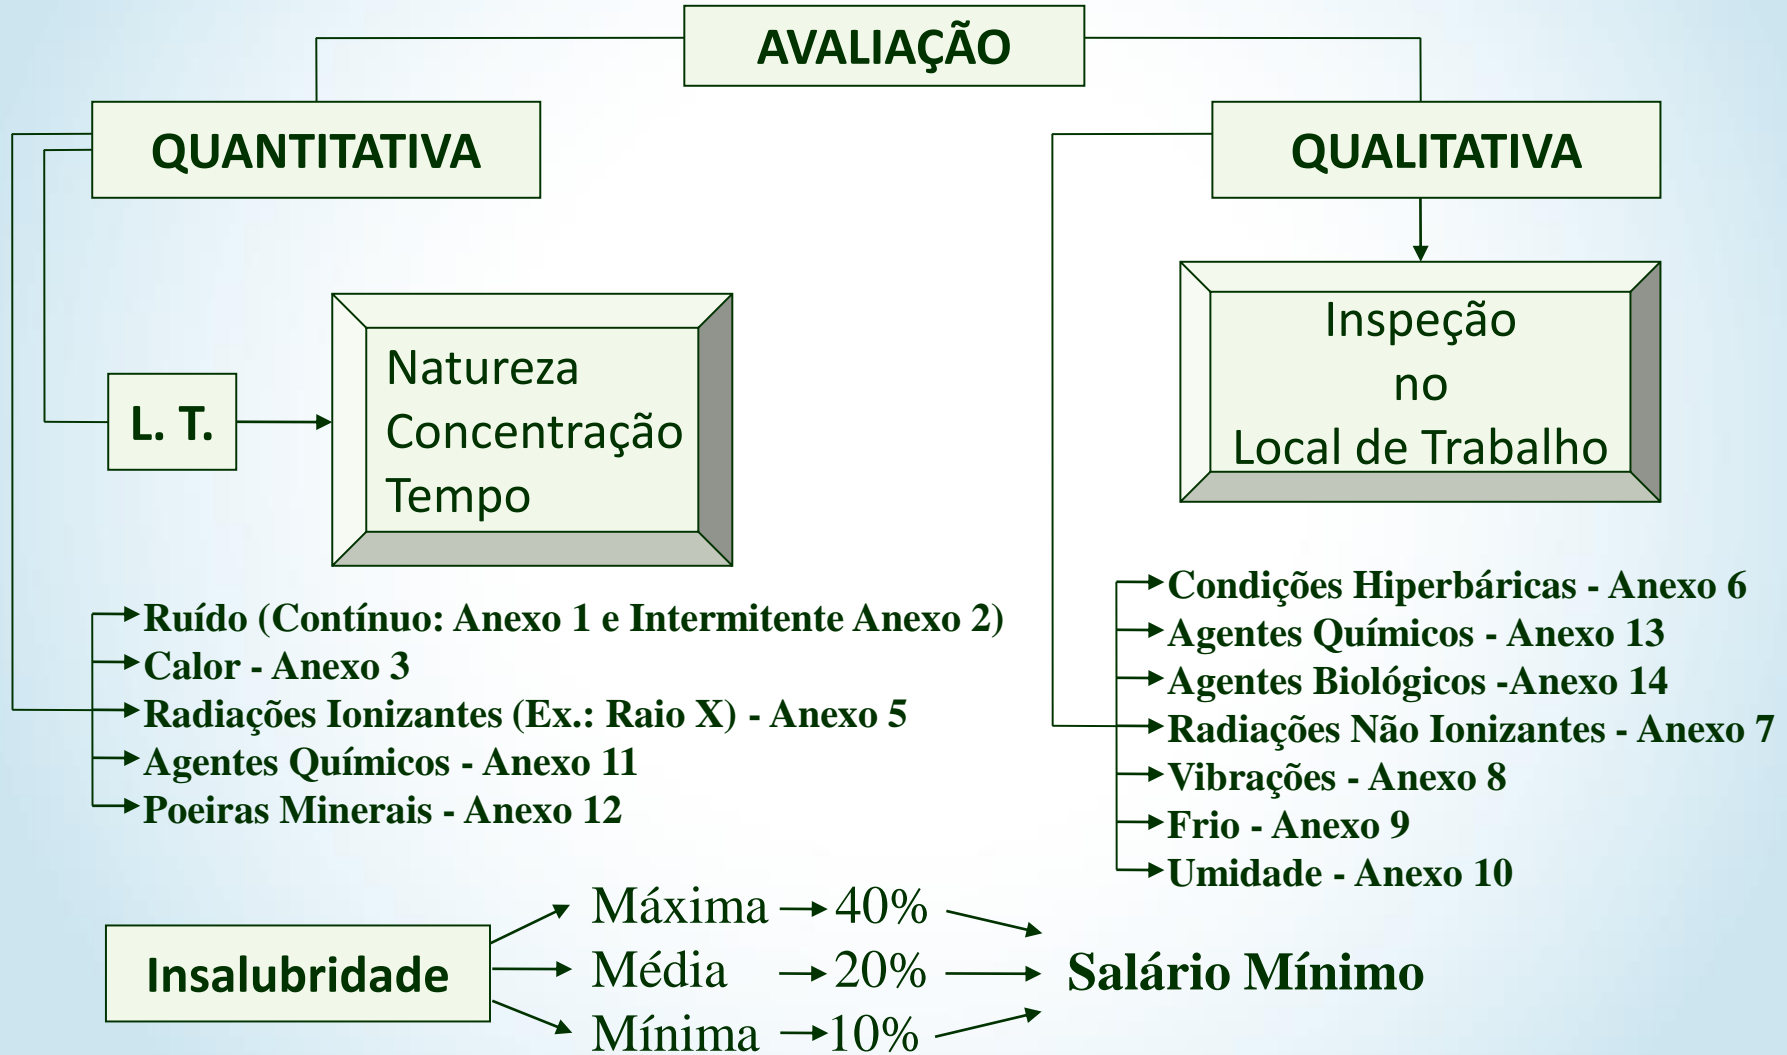 AVALIAÇÃO
QUANTITATIVA
QUALITATIVA
L. T.
Natureza
Concentração
Tempo
Inspeção
no
Local de Trabalho
Ruído (Contínuo: Anexo 1 e Intermitente Anexo 2)
Calor - Anexo 3
Radiações Ionizantes (Ex.: Raio X) - Anexo 5
Agentes Químicos - Anexo 11
Poeiras Minerais - Anexo 12
Condições Hiperbáricas - Anexo 6
Agentes Químicos - Anexo 13
Agentes Biológicos -Anexo 14
Radiações Não Ionizantes - Anexo 7
Vibrações - Anexo 8
Frio - Anexo 9
Umidade - Anexo 10
Insalubridade
Máxima 40%
Média 20%
Mínima 10%
Salário Mínimo